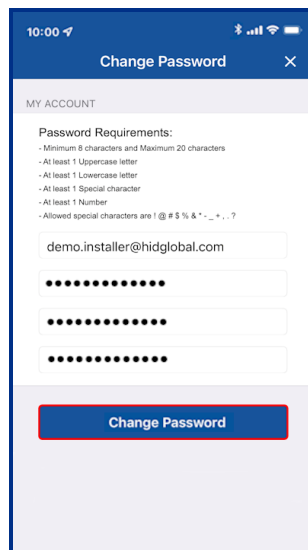 10:00
Change Password ×
MY ACCOUNT
Password Requirements:
- Minimum 8 characters and Maximum 20 characters
- At least 1 Uppercase letter
- At least 1 Lowercase letter
- At least 1 Special character
- At least 1 Number
- Allowed special characters are ! @ # $ % & * - _ + , . ?
demo.installer@hidglobal.com
●●●●●●●●●●●●●
●●●●●●●●●●●●●
●●●●●●●●●●●●●
Change Password